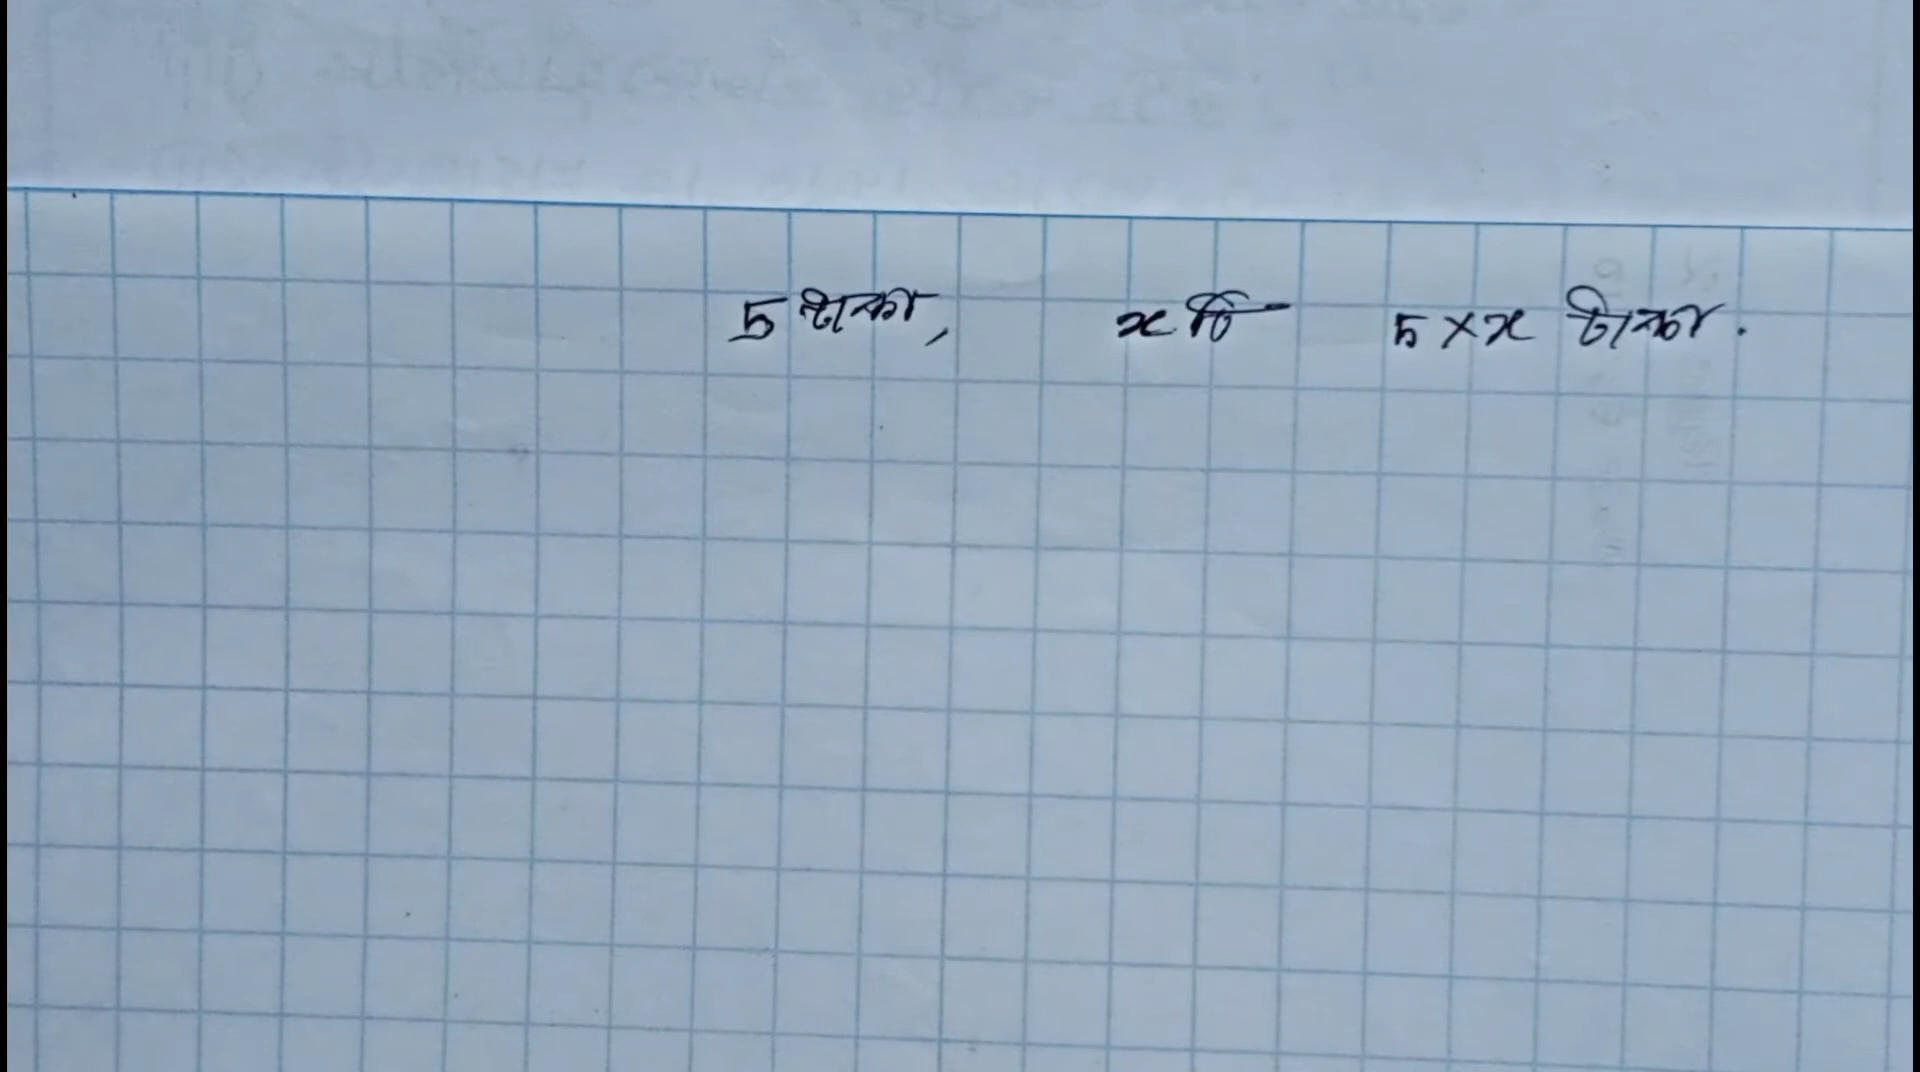 5 টাকা, x টি 5 × x টাকা.